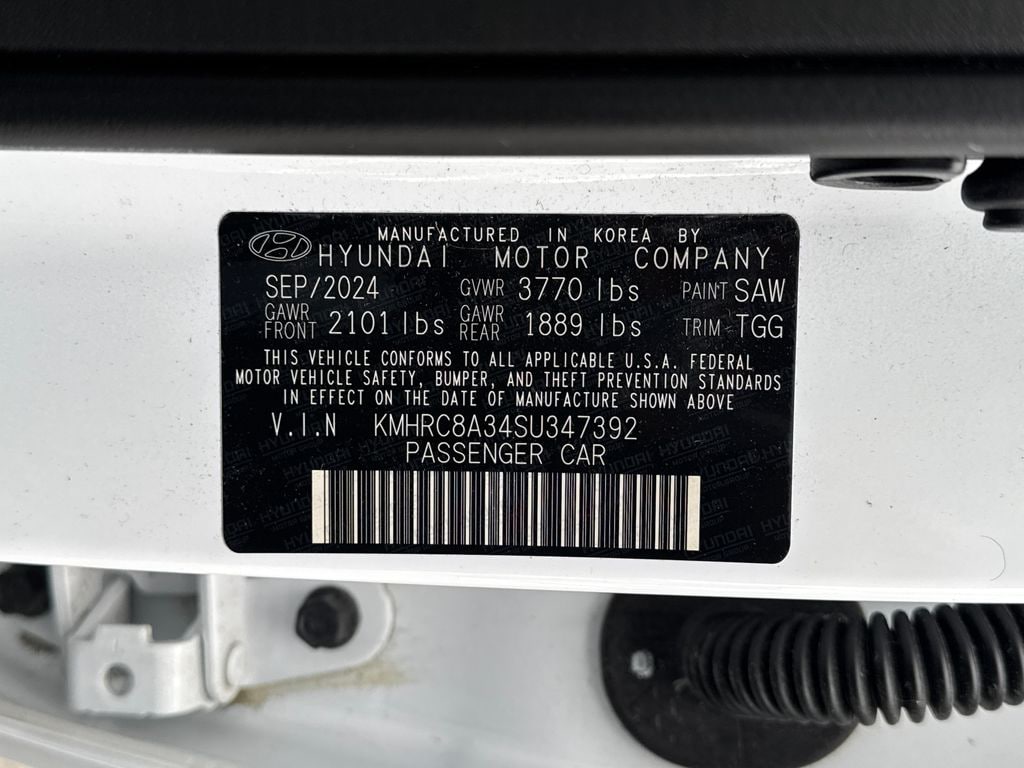 MANUFACTURED IN KOREA BY
HYUNDAI MOTOR COMPANY
SEP/2024 GVWR 3770 lbs PAINT SAW
GAWR FRONT 2101 lbs GAWR REAR 1889 lbs TRIM TGG
THIS VEHICLE CONFORMS TO ALL APPLICABLE U.S.A. FEDERAL
MOTOR VEHICLE SAFETY, BUMPER, AND THEFT PREVENTION STANDARDS
IN EFFECT ON THE DATE OF MANUFACTURE SHOWN ABOVE
V.I.N KMHRC8A34SU347392
PASSENGER CAR